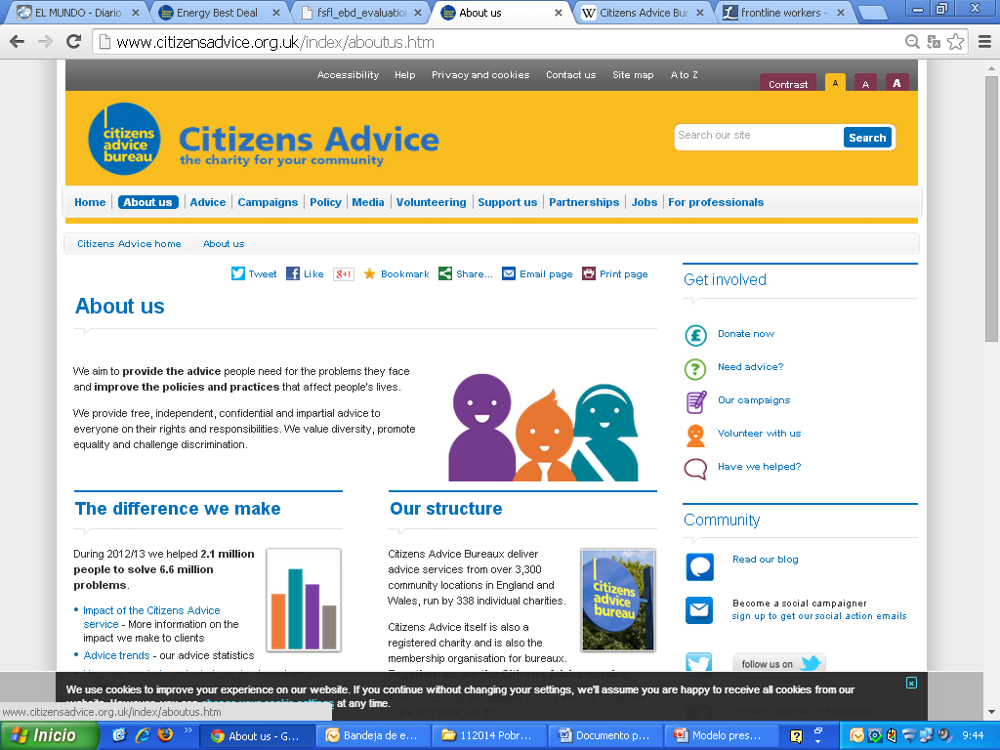 EL MUNDO - Diario
Energy Best Deal
fsfl_ebd_evaluatio
About us
Citizens Advice Bur
frontline workers -
www.citizensadvice.org.uk/index/aboutus.htm
Accessibility Help Privacy and cookies Contact us Site map A to Z
Contrast A A A
citizens
advice
bureau
Citizens Advice
the charity for your community
Search our site Search
Home About us Advice Campaigns Policy Media Volunteering Support us Partnerships Jobs For professionals
Citizens Advice home About us
Tweet Like g+1 Bookmark Share... Email page Print page
About us
We aim to provide the advice people need for the problems they face
and improve the policies and practices that affect people's lives.
We provide free, independent, confidential and impartial advice to
everyone on their rights and responsibilities. We value diversity, promote
equality and challenge discrimination.
The difference we make
During 2012/13 we helped 2.1 million
people to solve 6.6 million
problems.
Impact of the Citizens Advice
service - More information on the
impact we make to clients
Advice trends - our advice statistics
Our structure
Citizens Advice Bureaux deliver
advice services from over 3,300
community locations in England and
Wales, run by 338 individual charities.
Citizens Advice itself is also a
registered charity and is also the
membership organisation for bureaux.
Together we are the Citizens Advice service
citizens
advice
bureau
Get involved
Donate now
Need advice?
Our campaigns
Volunteer with us
Have we helped?
Community
Read our blog
Become a social campaigner
sign up to get our social action emails
follow us on
We use cookies to improve your experience on our website. If you continue without changing your settings, we'll assume you are happy to receive all cookies from our
website. However, you can change your cookie settings at any time.
www.citizensadvice.org.uk/index/aboutus.htm
Inicio
About us - G...
Bandeja de e...
112014 Pobr...
Documento p...
Modelo pres...
9:44